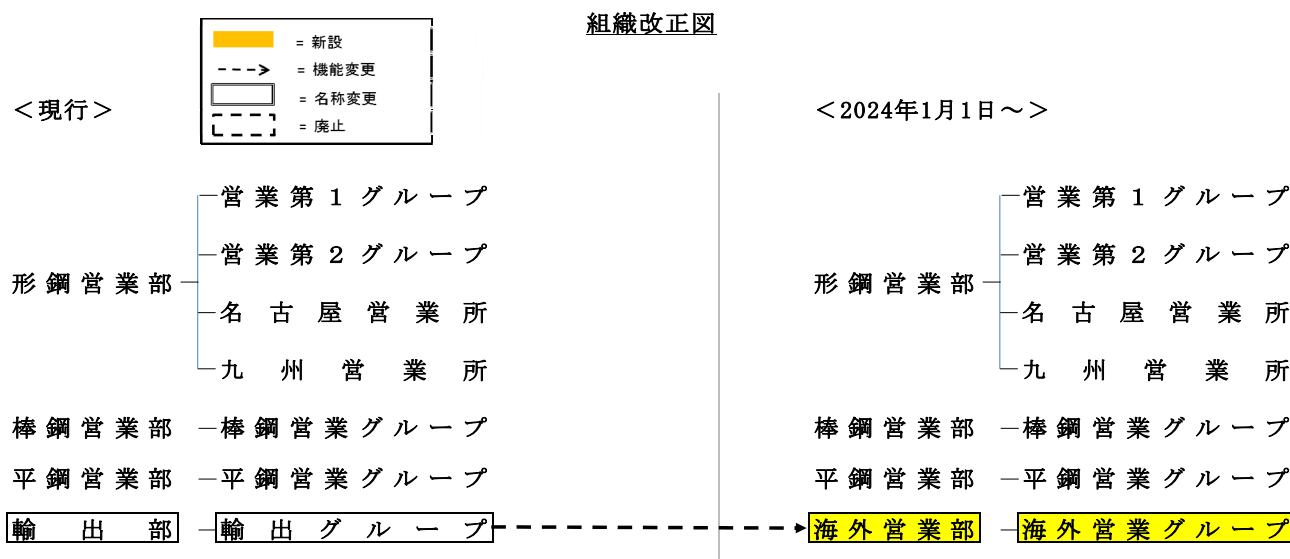 組織改正図
= 新設
= 機能変更
= 名称変更
= 廃止
＜現行＞
形鋼営業部
営業第１グループ
営業第２グループ
名古屋営業所
九州営業所
棒鋼営業部 －棒鋼営業グループ
平鋼営業部 －平鋼営業グループ
輸出部 －輸出グループ
＜2024年1月1日～＞
形鋼営業部
営業第１グループ
営業第２グループ
名古屋営業所
九州営業所
棒鋼営業部 －棒鋼営業グループ
平鋼営業部 －平鋼営業グループ
海外営業部 －海外営業グループ